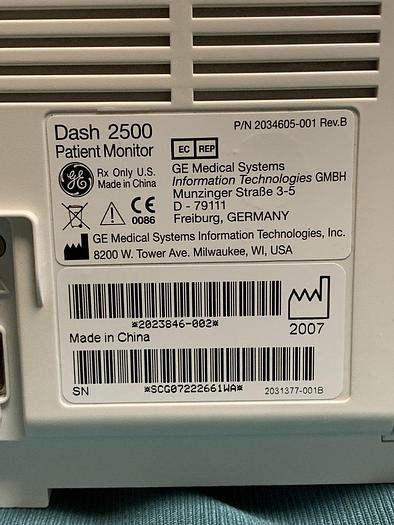 Dash 2500
Patient Monitor
P/N 2034605-001 Rev.B
EC REP
GE
Rx Only U.S.
Made in China
CE
0086
GE Medical Systems
Information Technologies GMBH
Munzinger Straße 3-5
D - 79111
Freiburg, GERMANY
GE Medical Systems Information Technologies, Inc.
8200 W. Tower Ave. Milwaukee, WI, USA
*2023846-002*
2007
Made in China
SN
*SCG07222661WA*
2031377-001B